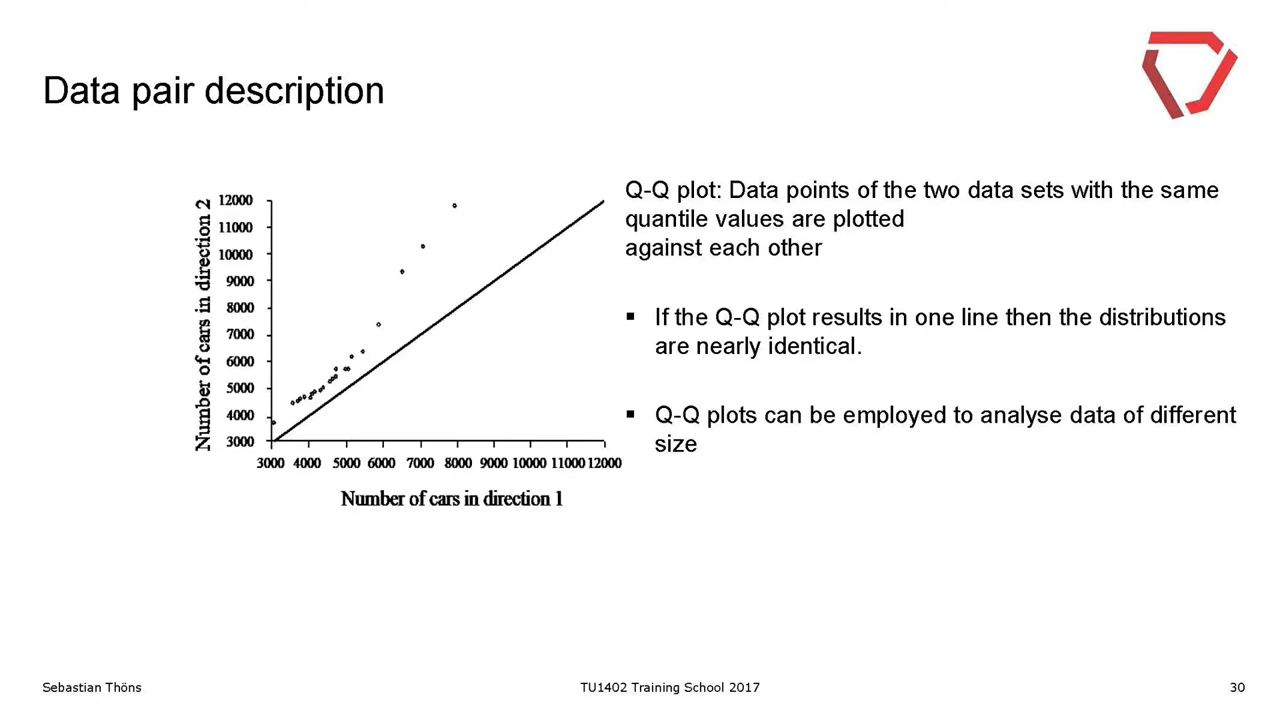 Data pair description
Number of cars in direction 2
12000
11000
10000
9000
8000
7000
6000
5000
4000
3000
3000 4000 5000 6000 7000 8000 9000 10000 11000 12000
Number of cars in direction 1
Q-Q plot: Data points of the two data sets with the same
quantile values are plotted
against each other
▪ If the Q-Q plot results in one line then the distributions
are nearly identical.
▪ Q-Q plots can be employed to analyse data of different
size
Sebastian Thöns
TU1402 Training School 2017
30